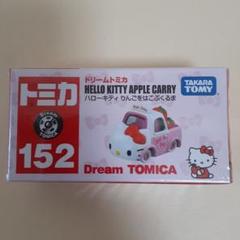 トミカ
152
ドリームトミカ
HELLO KITTY APPLE CARRY
ハローキティ りんごをはこぶくるま
TAKARA
TOMY
Dream TOMICA